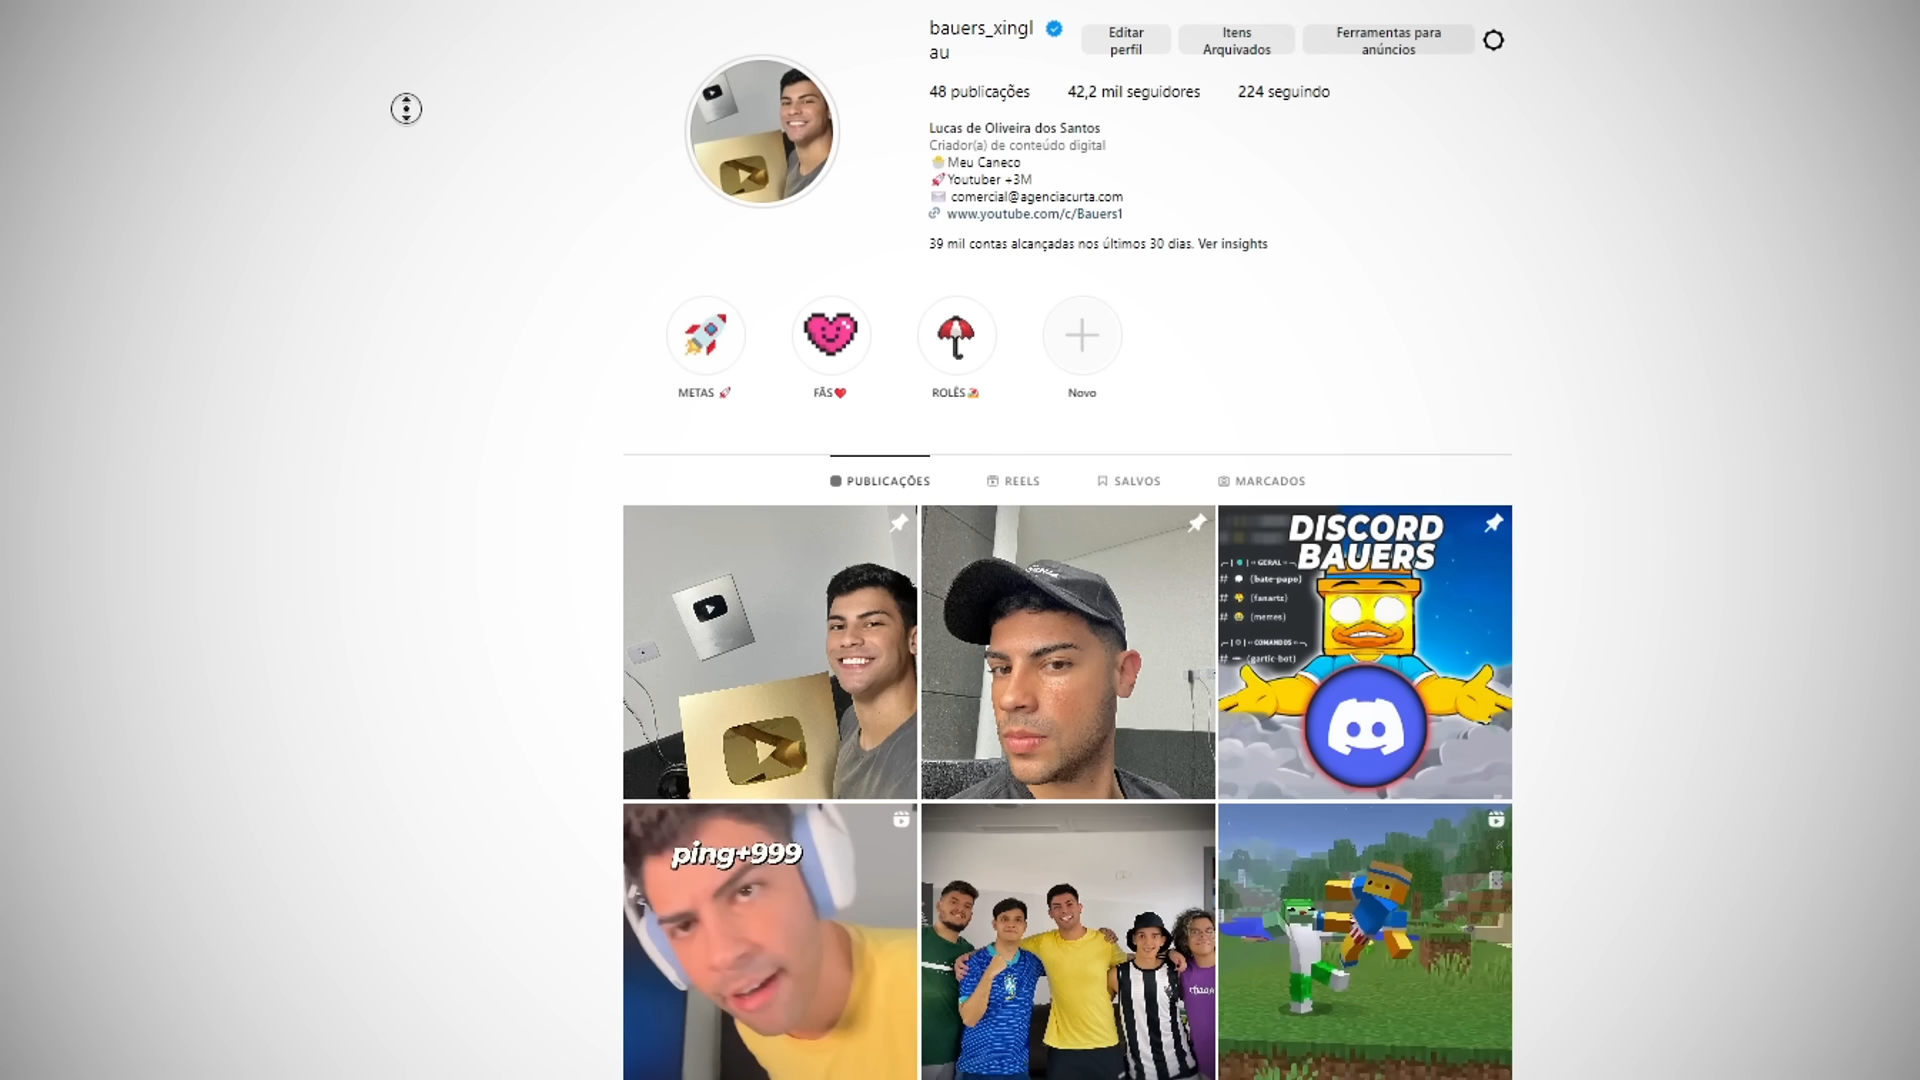 bauers_xingl
au
Editar
perfil
Itens
Arquivados
Ferramentas para
anúncios
48 publicações
42,2 mil seguidores
224 seguindo
Lucas de Oliveira dos Santos
Criador(a) de conteúdo digital
Meu Caneco
Youtuber +3M
comercial@agenciacurta.com
www.youtube.com/c/Bauers1
39 mil contas alcançadas nos últimos 30 dias. Ver insights
METAS
FÃS
ROLÊS
Novo
PUBLICAÇÕES
REELS
SALVOS
MARCADOS
DISCORD
BAUERS
GERAL
# (bate-papo)
# (fanartz)
# (memes)
COMANDOS
# (gartic-bot)
ping+999